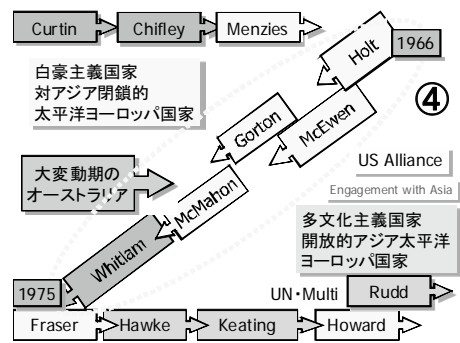 Curtin
Chifley
Menzies
Holt
1966
白豪主義国家
対アジア閉鎖的
太平洋ヨーロッパ国家
④
Gorton
McEwen
US Alliance
大変動期の
オーストラリア
McMahon
Engagement with Asia
多文化主義国家
開放的アジア太平洋
ヨーロッパ国家
Whitlam
1975
UN・Multi
Rudd
Fraser
Hawke
Keating
Howard